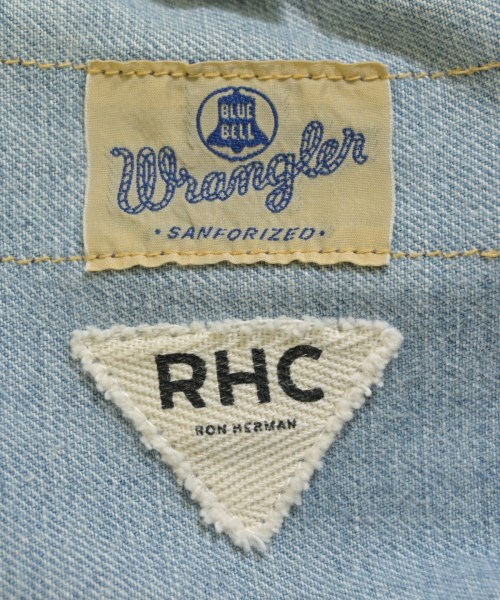 BLUE
BELL
Wrangler
• SANFORIZED •
RHC
RON HERMAN